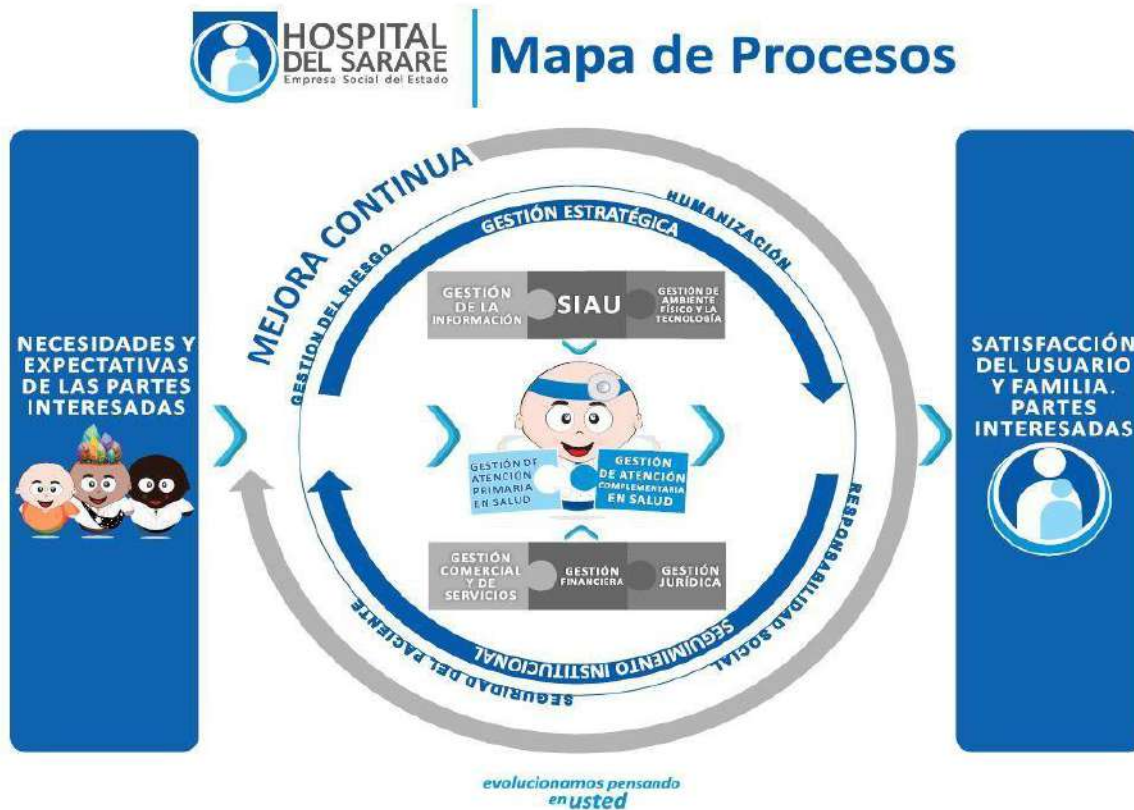 HOSPITAL
DEL SARARE
Empresa Social del Estado
Mapa de Procesos
NECESIDADES Y
EXPECTATIVAS
DE LAS PARTES
INTERESADAS
MEJORA CONTINUA
GESTION DEL RIESGO
HUMANIZACIÓN
RESPONSABILIDAD SOCIAL
SEGURIDAD DEL PACIENTE
GESTIÓN ESTRATÉGICA
GESTIÓN
DE LA
INFORMACIÓN
SIAU
GESTIÓN DE
AMBIENTE
FÍSICO Y LA
TECNOLOGÍA
GESTIÓN DE
ATENCIÓN
PRIMARIA
EN SALUD
GESTIÓN
DE ATENCIÓN
COMPLEMENTARIA
EN SALUD
GESTIÓN
COMERCIAL
Y DE
SERVICIOS
GESTIÓN
FINANCIERA
GESTIÓN
JURÍDICA
SEGUIMIENTO INSTITUCIONAL
SATISFACCIÓN
DEL USUARIO
Y FAMILIA.
PARTES
INTERESADAS
evolucionamos pensando
en usted